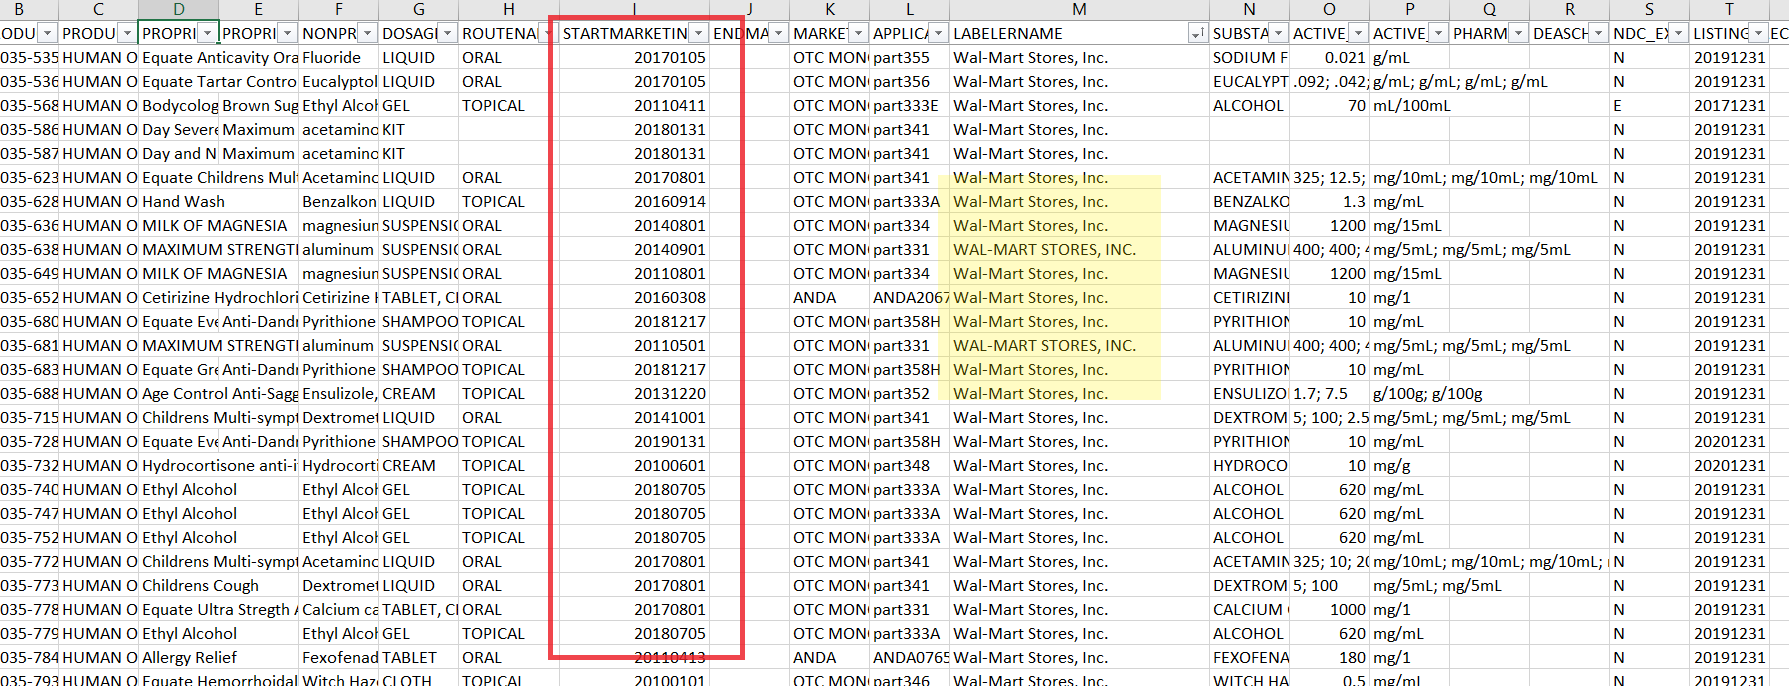 B C D E F G H I J K L M N O P Q R S T
ODU PRODU PROPRI PROPRI NONPR DOSAG ROUTENA STARTMARKETIN ENDMA MARKE APPLICA LABELERNAME SUBSTA ACTIVE_ ACTIVE_ PHARM DEASCH NDC_EX LISTING EC
035-535 HUMAN O Equate Anticavity Ora Fluoride LIQUID ORAL 20170105 OTC MON part355 Wal-Mart Stores, Inc. SODIUM F 0.021 g/mL N 20191231
035-536 HUMAN O Equate Tartar Contro Eucalyptol LIQUID ORAL 20170105 OTC MON part356 Wal-Mart Stores, Inc. EUCALYPT .092; .042; g/mL; g/mL; g/mL; g/mL N 20191231
035-568 HUMAN O Bodycolog Brown Sug Ethyl Alcoh GEL TOPICAL 20110411 OTC MON part333E Wal-Mart Stores, Inc. ALCOHOL 70 mL/100mL E 20171231
035-586 HUMAN O Day Severe Maximum acetamino KIT 20180131 OTC MON part341 Wal-Mart Stores, Inc. N 20191231
035-587 HUMAN O Day and N Maximum acetamino KIT 20180131 OTC MON part341 Wal-Mart Stores, Inc. N 20191231
035-623 HUMAN O Equate Childrens Mul Acetamino LIQUID ORAL 20170801 OTC MON part341 Wal-Mart Stores, Inc. ACETAMIN 325; 12.5; mg/10mL; mg/10mL; mg/10mL N 20191231
035-628 HUMAN O Hand Wash Benzalkon LIQUID TOPICAL 20160914 OTC MON part333A Wal-Mart Stores, Inc. BENZALKO 1.3 mg/mL N 20191231
035-636 HUMAN O MILK OF MAGNESIA magnesium SUSPENSIO ORAL 20140801 OTC MON part334 Wal-Mart Stores, Inc. MAGNESIU 1200 mg/15mL N 20191231
035-638 HUMAN O MAXIMUM STRENGTH aluminum SUSPENSIO ORAL 20140901 OTC MON part331 WAL-MART STORES, INC. ALUMINUM 400; 400; 4 mg/5mL; mg/5mL; mg/5mL N 20191231
035-649 HUMAN O MILK OF MAGNESIA magnesium SUSPENSIO ORAL 20110801 OTC MON part334 Wal-Mart Stores, Inc. MAGNESIU 1200 mg/15mL N 20191231
035-652 HUMAN O Cetirizine Hydrochlori Cetirizine H TABLET, CI ORAL 20160308 ANDA ANDA2067 Wal-Mart Stores, Inc. CETIRIZINI 10 mg/1 N 20191231
035-680 HUMAN O Equate Eve Anti-Dandr Pyrithione SHAMPOO TOPICAL 20181217 OTC MON part358H Wal-Mart Stores, Inc. PYRITHION 10 mg/mL N 20191231
035-681 HUMAN O MAXIMUM STRENGTH aluminum SUSPENSIO ORAL 20110501 OTC MON part331 WAL-MART STORES, INC. ALUMINUM 400; 400; 4 mg/5mL; mg/5mL; mg/5mL N 20191231
035-683 HUMAN O Equate Gre Anti-Dandr Pyrithione SHAMPOO TOPICAL 20181217 OTC MON part358H Wal-Mart Stores, Inc. PYRITHION 10 mg/mL N 20191231
035-688 HUMAN O Age Control Anti-Sagg Ensulizole, CREAM TOPICAL 20131220 OTC MON part352 Wal-Mart Stores, Inc. ENSULIZO 1.7; 7.5 g/100g; g/100g N 20191231
035-715 HUMAN O Childrens Multi-sympt Dextromet LIQUID ORAL 20141001 OTC MON part341 Wal-Mart Stores, Inc. DEXTROM 5; 100; 2.5 mg/5mL; mg/5mL; mg/5mL N 20191231
035-728 HUMAN O Equate Eve Anti-Dandr Pyrithione SHAMPOO TOPICAL 20190131 OTC MON part358H Wal-Mart Stores, Inc. PYRITHION 10 mg/mL N 20201231
035-732 HUMAN O Hydrocortisone anti-i Hydrocorti CREAM TOPICAL 20100601 OTC MON part348 Wal-Mart Stores, Inc. HYDROCO 10 mg/g N 20201231
035-740 HUMAN O Ethyl Alcohol Ethyl Alcoh GEL TOPICAL 20180705 OTC MON part333A Wal-Mart Stores, Inc. ALCOHOL 620 mg/mL N 20191231
035-747 HUMAN O Ethyl Alcohol Ethyl Alcoh GEL TOPICAL 20180705 OTC MON part333A Wal-Mart Stores, Inc. ALCOHOL 620 mg/mL N 20191231
035-752 HUMAN O Ethyl Alcohol Ethyl Alcoh GEL TOPICAL 20180705 OTC MON part333A Wal-Mart Stores, Inc. ALCOHOL 620 mg/mL N 20191231
035-772 HUMAN O Childrens Multi-sympt Acetamino LIQUID ORAL 20170801 OTC MON part341 Wal-Mart Stores, Inc. ACETAMIN 325; 10; 20 mg/10mL; mg/10mL; mg/10mL; N 20191231
035-773 HUMAN O Childrens Cough Dextromet LIQUID ORAL 20170801 OTC MON part341 Wal-Mart Stores, Inc. DEXTROM 5; 100 mg/5mL; mg/5mL N 20191231
035-778 HUMAN O Equate Ultra Stregth A Calcium ca TABLET, CI ORAL 20170801 OTC MON part331 Wal-Mart Stores, Inc. CALCIUM 1000 mg/1 N 20191231
035-779 HUMAN O Ethyl Alcohol Ethyl Alcoh GEL TOPICAL 20180705 OTC MON part333A Wal-Mart Stores, Inc. ALCOHOL 620 mg/mL N 20191231
035-784 HUMAN O Allergy Relief Fexofenad TABLET ORAL 20110413 ANDA ANDA0765 Wal-Mart Stores, Inc. FEXOFENA 180 mg/1 N 20191231
035-793 HUMAN O Equate Hemorrhoidal Witch Haz CLOTH TOPICAL 20100101 OTC MON part346 Wal-Mart Stores, Inc. WITCH HA 0.5 mg/1 N 20191231